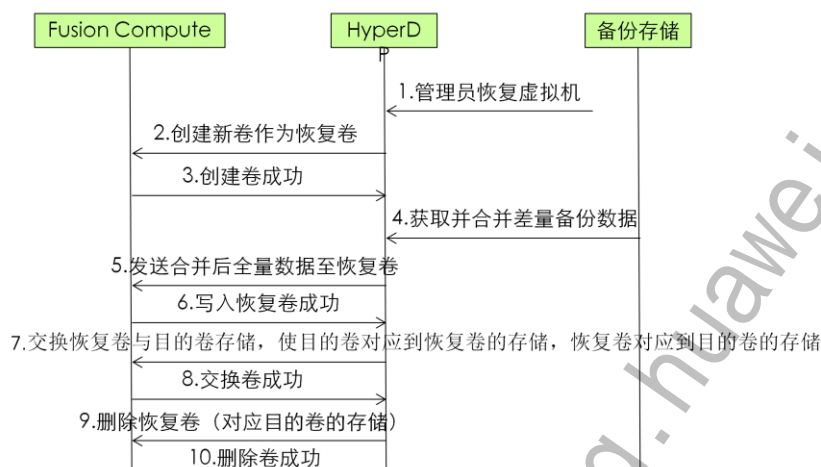 Fusion Compute
HyperD
P
备份存储
1.管理员恢复虚拟机
2.创建新卷作为恢复卷
3.创建卷成功
4.获取并合并差量备份数据
5.发送合并后全量数据至恢复卷
6.写入恢复卷成功
7.交换恢复卷与目的卷存储，使目的卷对应到恢复卷的存储，恢复卷对应到目的卷的存储
8.交换卷成功
9.删除恢复卷（对应目的卷的存储）
10.删除卷成功
g.huawei